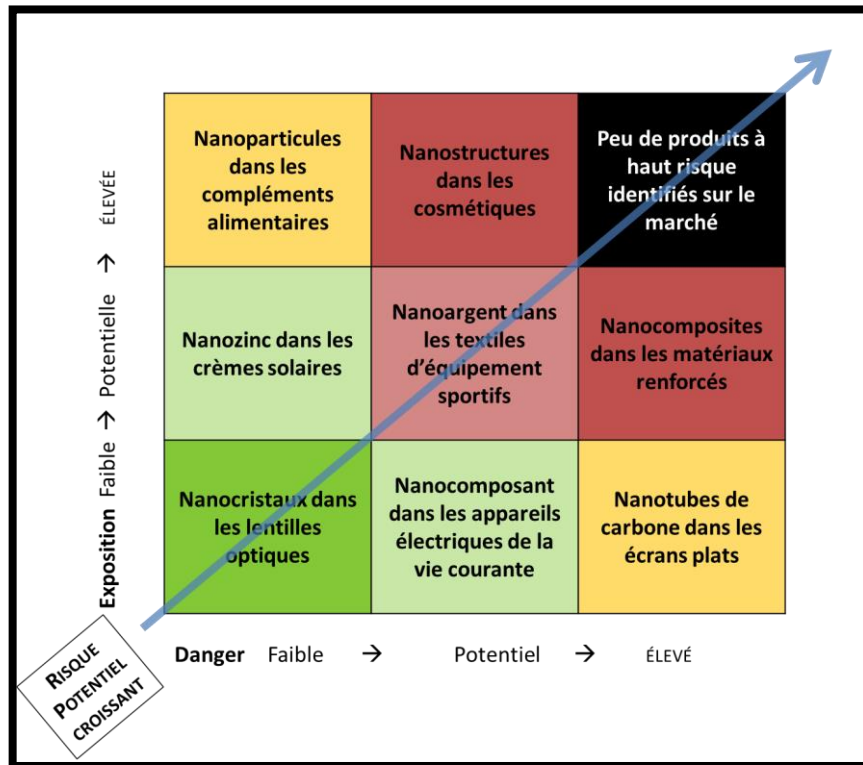 Nanoparticules
dans les
compléments
alimentaires
Nanostructures
dans les
cosmétiques
Peu de produits à
haut risque
identifiés sur le
marché
Nanozinc dans les
crèmes solaires
Nanoargent dans
les textiles
d'équipement
sportifs
Nanocomposites
dans les matériaux
renforcés
Nanocristaux dans
les lentilles
optiques
Nanocomposant
dans les appareils
électriques de la
vie courante
Nanotubes de
carbone dans les
écrans plats
Exposition Faible → Potentielle → ÉLEVÉE
Danger Faible → Potentiel → ÉLEVÉ
RISQUE
POTENTIEL
CROISSANT